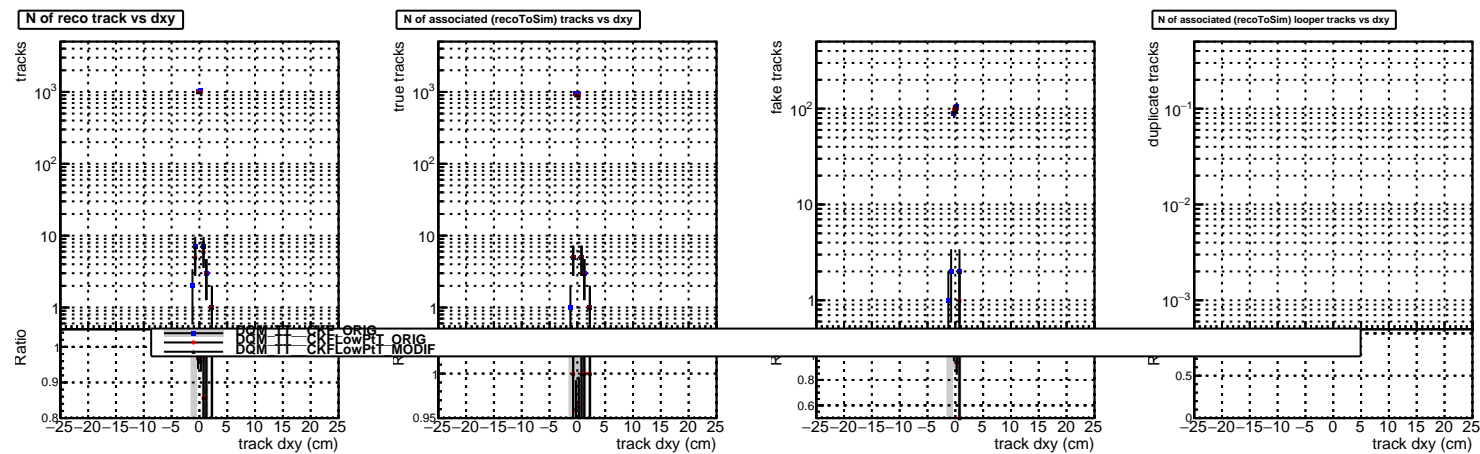 N of reco track vs dxy
tracks
10³
10²
10
1
Ratio
1
0.9
0.8
−25 −20 −15 −10 −5 0 5 10 15 20 25
track dxy (cm)
N of associated (recoToSim) tracks vs dxy
true tracks
10³
10²
10
1
1
0.95
−25 −20 −15 −10 −5 0 5 10 15 20 25
track dxy (cm)
fake tracks
10²
10
1
0.8
0.6
−25 −20 −15 −10 −5 0 5 10 15 20 25
track dxy (cm)
N of associated (recoToSim) looper tracks vs dxy
duplicate tracks
10⁻¹
10⁻²
10⁻³
0.5
0
−25 −20 −15 −10 −5 0 5 10 15 20 25
track dxy (cm)
DQM_TT__CKF_ORIG
DQM_TT__CKFLowPtT_ORIG
DQM_TT__CKFLowPtT_MODIF